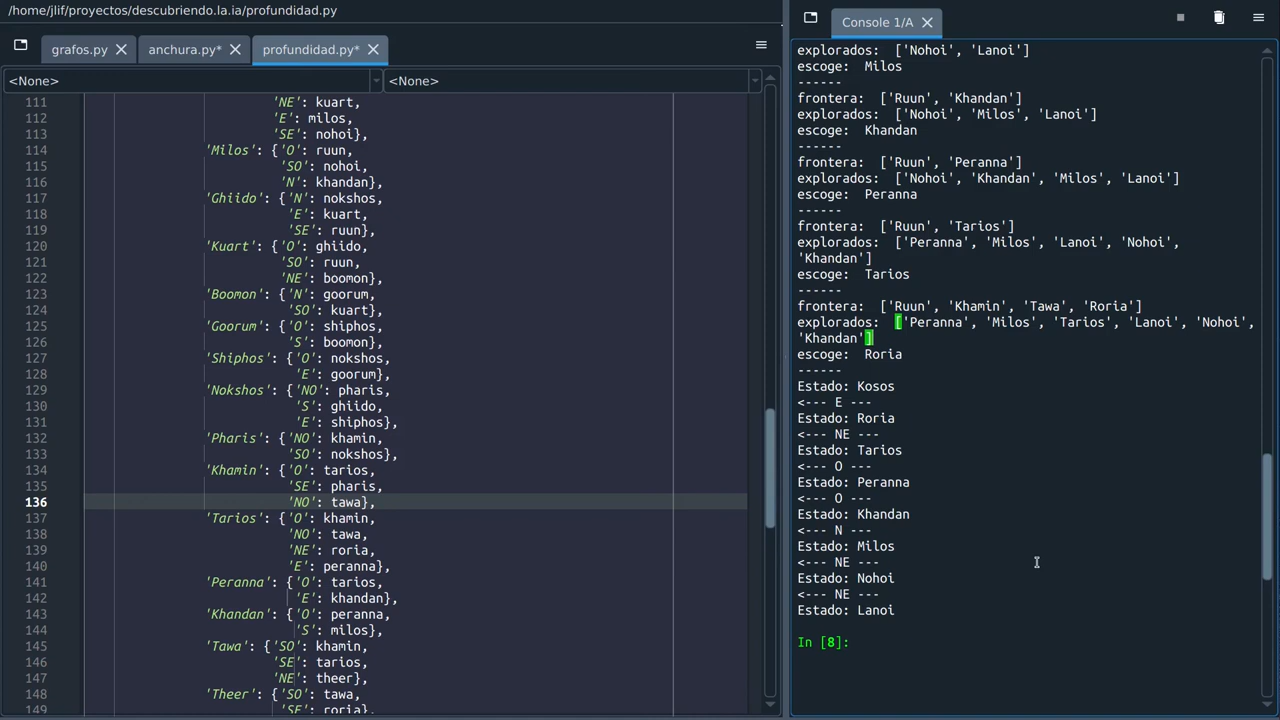 /home/jlif/proyectos/descubriendo.la.ia/profundidad.py
grafos.py
anchura.py*
profundidad.py*
<None>
<None>
111 'NE': kuart,
112 'E': milos,
113 'SE': nohoi},
114 'Milos': {'O': ruun,
115 'SO': nohoi,
116 'N': khandan},
117 'Ghiido': {'N': nokshos,
118 'E': kuart,
119 'SE': ruun},
120 'Kuart': {'O': ghiido,
121 'SO': ruun,
122 'NE': boomon},
123 'Boomon': {'N': goorum,
124 'SO': kuart},
125 'Goorum': {'O': shiphos,
126 'S': boomon},
127 'Shiphos': {'O': nokshos,
128 'E': goorum},
129 'Nokshos': {'NO': pharis,
130 'S': ghiido,
131 'E': shiphos},
132 'Pharis': {'NO': khamin,
133 'SO': nokshos},
134 'Khamin': {'O': tarios,
135 'SE': pharis,
136 'NO': tawa},
137 'Tarios': {'O': khamin,
138 'NO': tawa,
139 'NE': roria,
140 'E': peranna},
141 'Peranna': {'O': tarios,
142 'E': khandan},
143 'Khandan': {'O': peranna,
144 'S': milos},
145 'Tawa': {'SO': khamin,
146 'SE': tarios,
147 'NE': theer},
148 'Theer': {'SO': tawa,
149 'SE': roria},
Console 1/A
explorados:  ['Nohoi', 'Lanoi']
escoge:  Milos
------
frontera:  ['Ruun', 'Khandan']
explorados:  ['Nohoi', 'Milos', 'Lanoi']
escoge:  Khandan
------
frontera:  ['Ruun', 'Peranna']
explorados:  ['Nohoi', 'Khandan', 'Milos', 'Lanoi']
escoge:  Peranna
------
frontera:  ['Ruun', 'Tarios']
explorados:  ['Peranna', 'Milos', 'Lanoi', 'Nohoi',
'Khandan']
escoge:  Tarios
------
frontera:  ['Ruun', 'Khamin', 'Tawa', 'Roria']
explorados:  ['Peranna', 'Milos', 'Tarios', 'Lanoi', 'Nohoi',
'Khandan']
escoge:  Roria
------
Estado: Kosos
<--- E ---
Estado: Roria
<--- NE ---
Estado: Tarios
<--- O ---
Estado: Peranna
<--- O ---
Estado: Khandan
<--- N ---
Estado: Milos
<--- NE ---
Estado: Nohoi
<--- NE ---
Estado: Lanoi
In [8]: